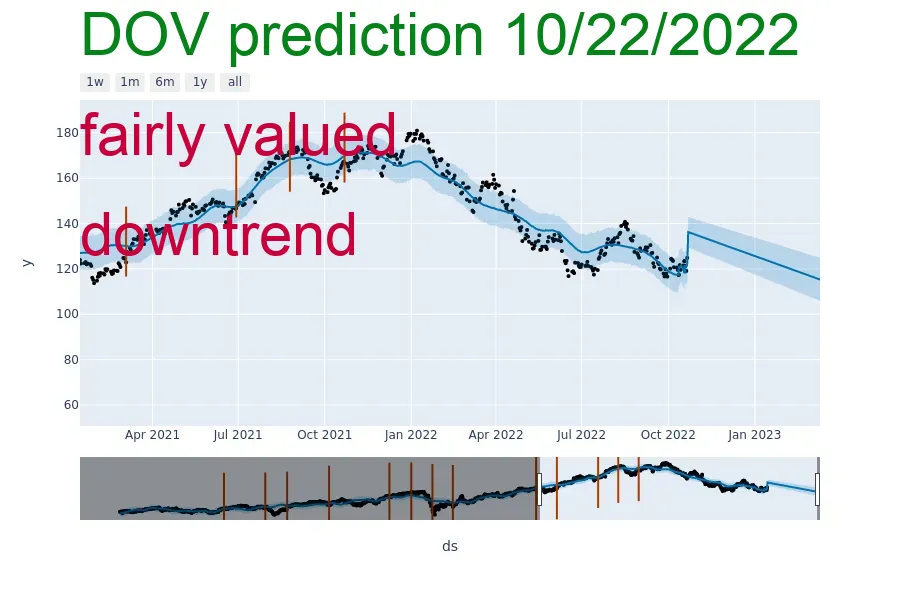 DOV prediction 10/22/2022
1w 1m 6m 1y all
fairly valued
downtrend
180
160
140
120
100
80
60
y
Apr 2021 Jul 2021 Oct 2021 Jan 2022 Apr 2022 Jul 2022 Oct 2022 Jan 2023
ds